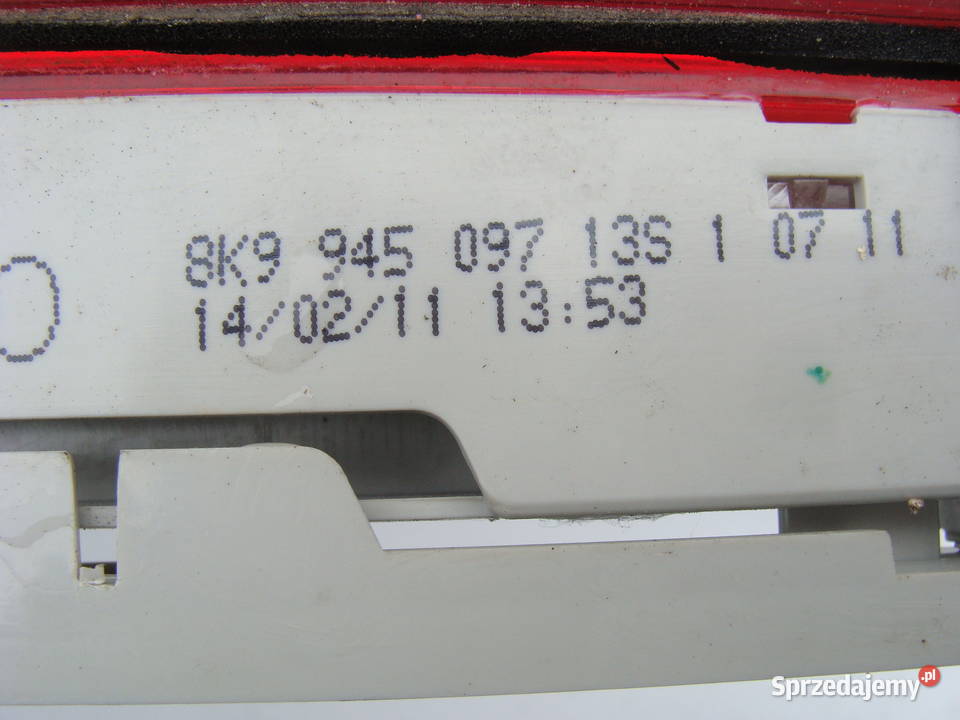 8K9 945 097 13S 1 07 11
14/02/11 13:53
Sprzedajemy.pl